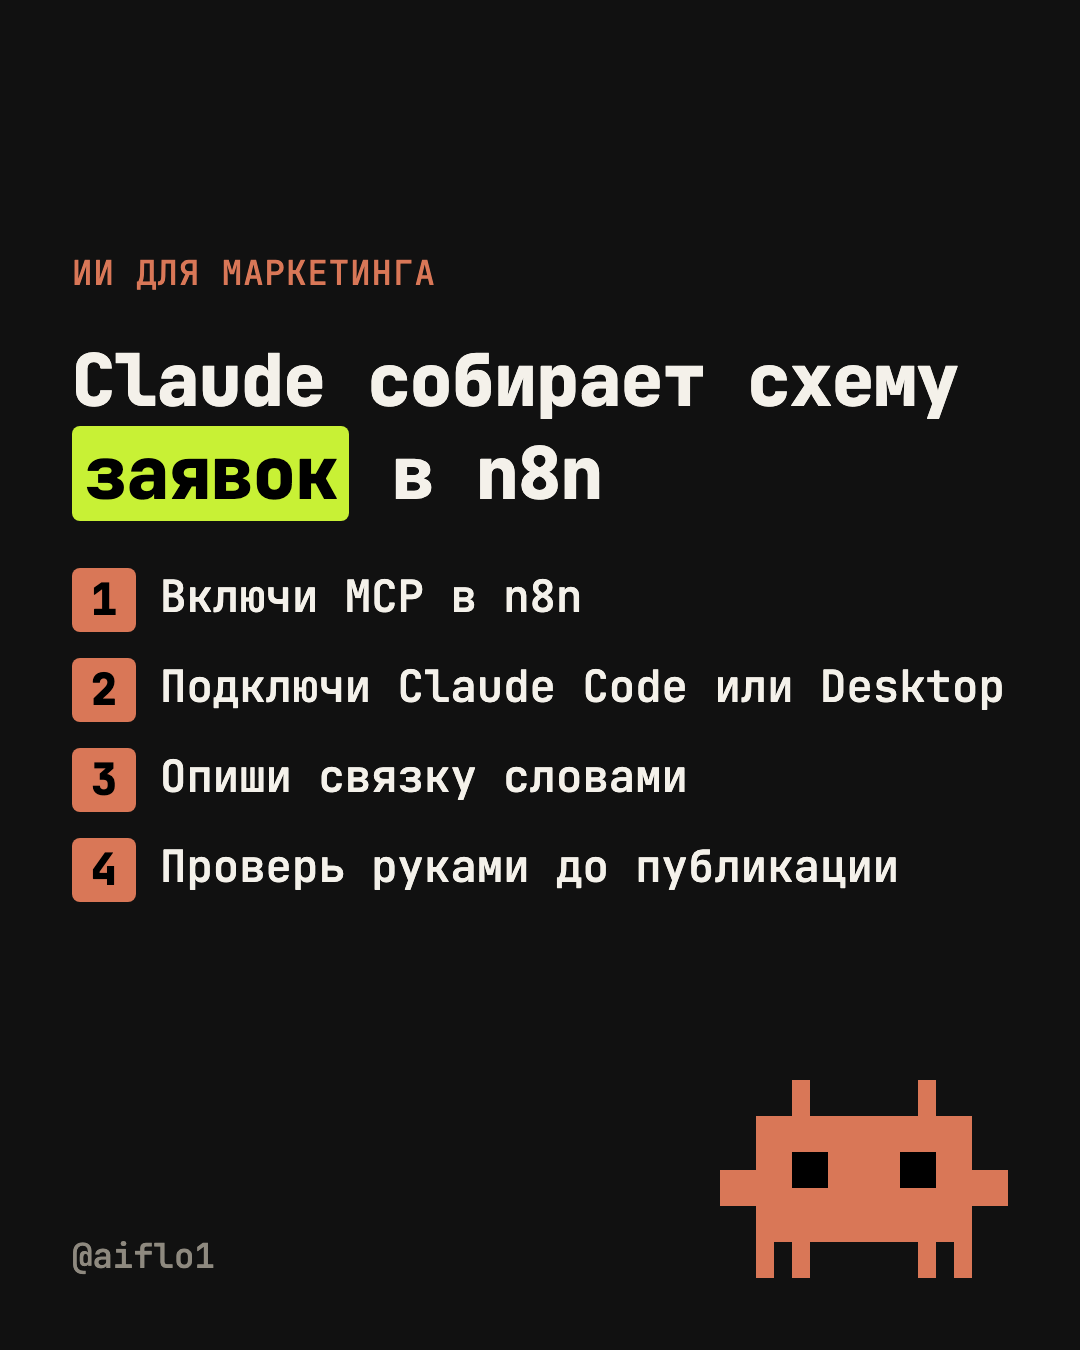 ИИ ДЛЯ МАРКЕТИНГА
Claude собирает схему
заявок в n8n
1 Включи MCP в n8n
2 Подключи Claude Code или Desktop
3 Опиши связку словами
4 Проверь руками до публикации
@aiflo1